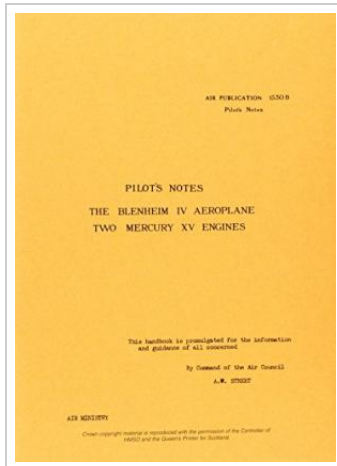 AIR PUBLICATION 1530B
Pilot's Notes
PILOT'S NOTES
THE BLENHEIM IV AEROPLANE
TWO MERCURY XV ENGINES
This handbook is promulgated for the information
and guidance of all concerned
By Command of the Air Council
A.W. STREET
AIR MINISTRY
Crown copyright material is reproduced with the permission of the Controller of
HMSO and the Queen's Printer for Scotland